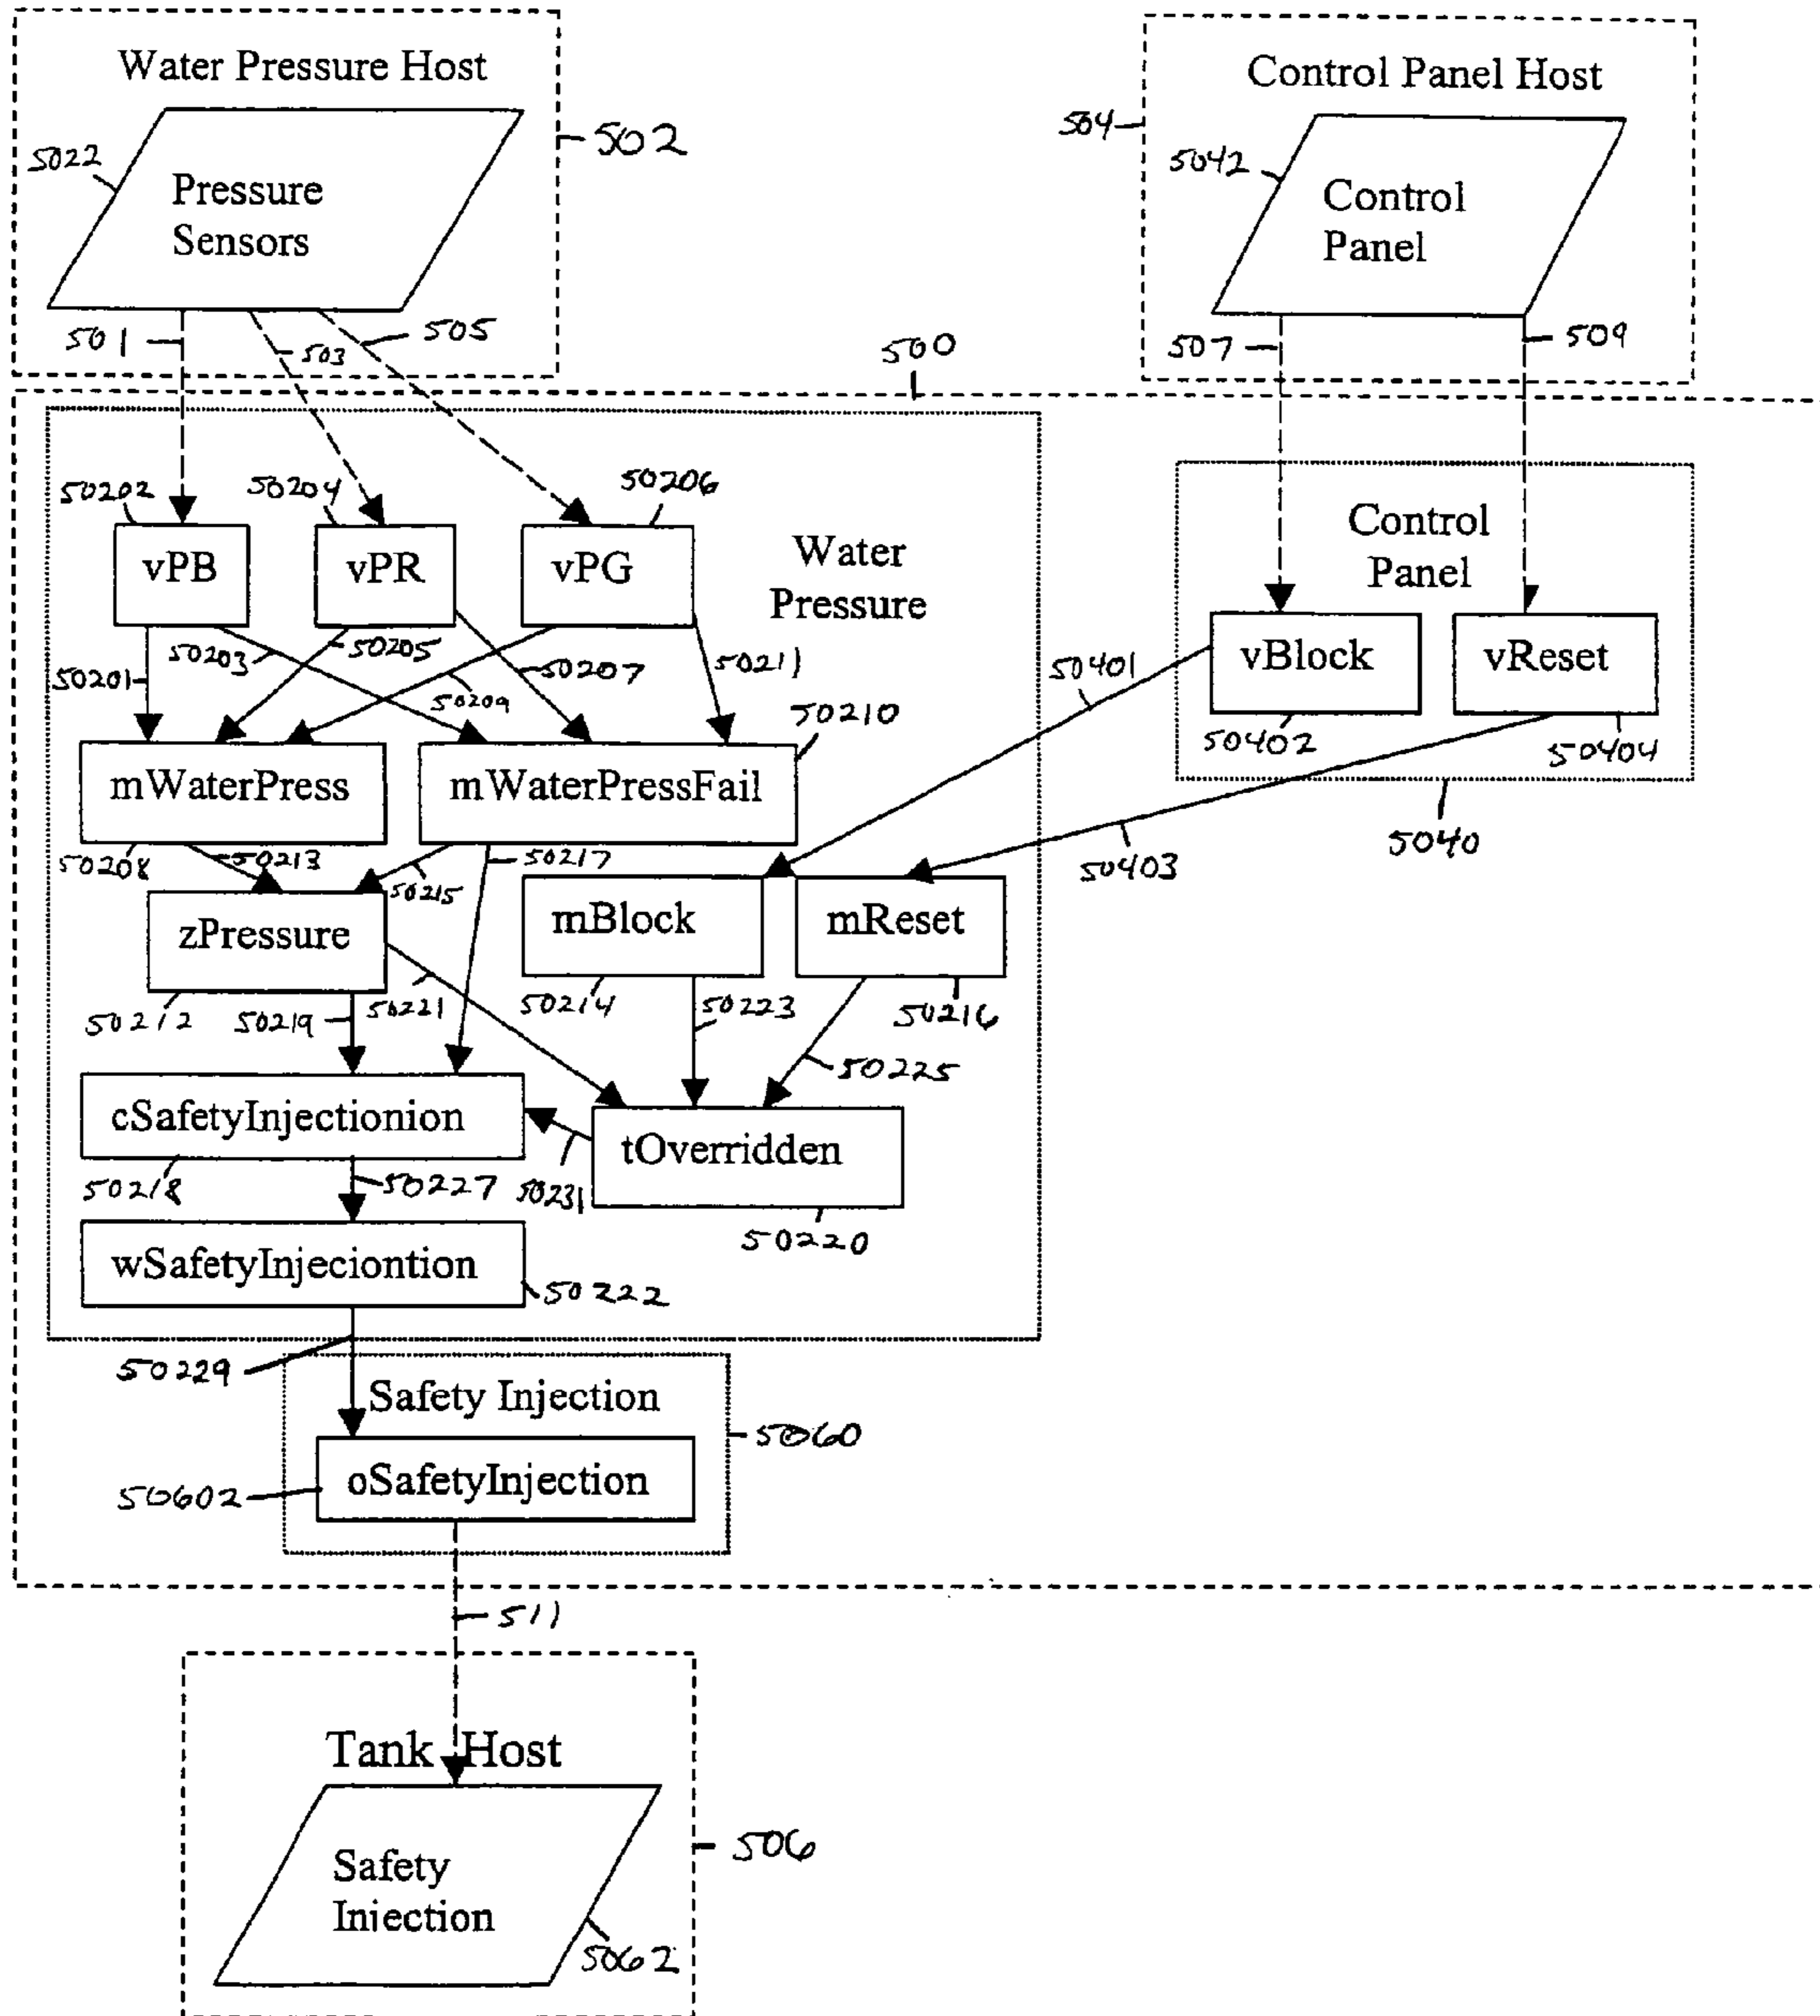 Water Pressure Host
Control Panel Host
502
504
5022
5042
Pressure
Sensors
Control
Panel
501
503
505
500
507
509
50202
50204
50206
Control
Panel
Water
Pressure
vPB
vPR
vPG
vBlock
vReset
50201
50203
50205
50209
50207
50211
50401
50402
50404
50210
mWaterPress
mWaterPressFail
5040
50208
50213
50215
50217
50403
zPressure
mBlock
mReset
50212
50219
50221
50214
50223
50216
50225
cSafetyInjectionion
tOverridden
50218
50227
50231
50220
wSafetyInjeciontion
50222
50229
Safety Injection
5060
oSafetyInjection
50602
511
Tank Host
506
Safety
Injection
5062